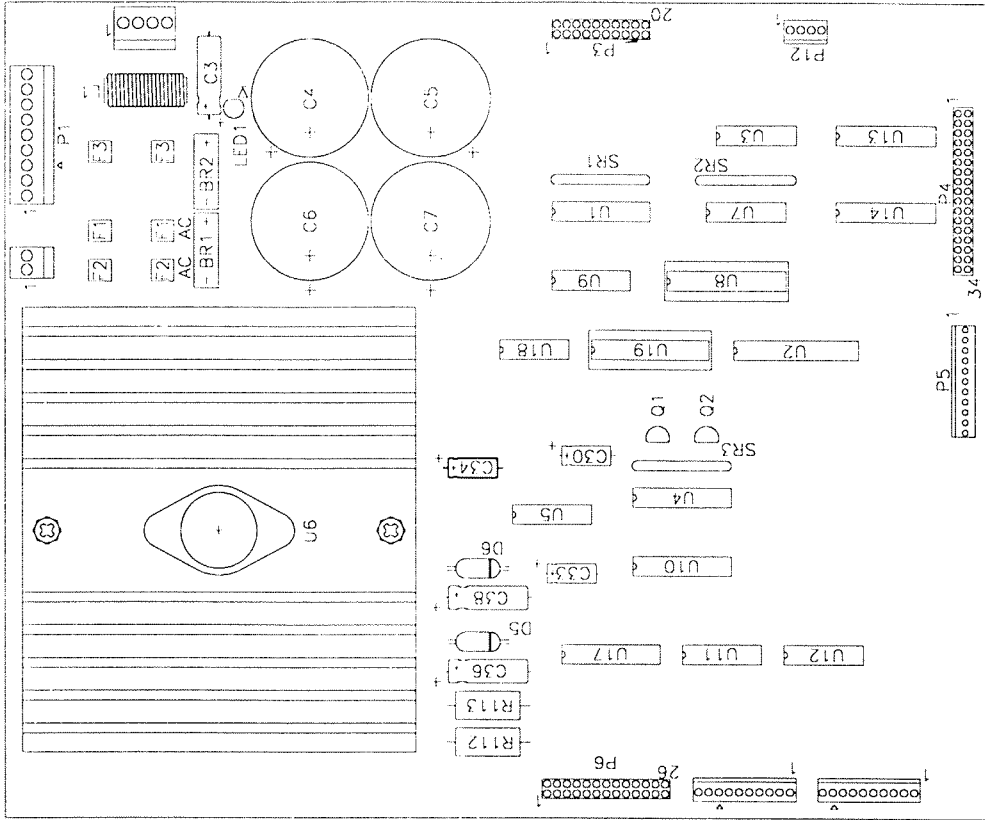 1
20
P3
1
1
P12
C3
L1
LED1
C4
C5
P1
1
F3
F3
- BR2 +
C6
C7
F1
F1
AC
- BR1 +
F2
F2
AC
1
U3
U13
1
SR1
SR2
P4
U1
U7
U14
U9
U8
34
U18
U19
U2
1
P5
Q1
Q2
SR3
C34
C30
U4
U5
U6
D6
C33
U10
C38
D5
C36
U17
U11
U12
R113
R112
P6
26
1
1
1